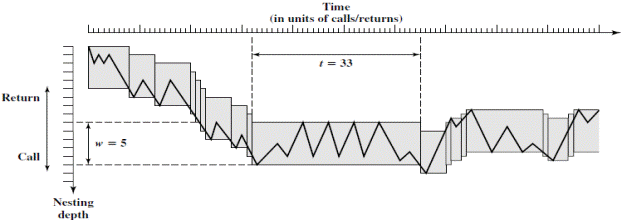 Time
(in units of calls/returns)
t = 33
Return
w = 5
Call
Nesting
depth